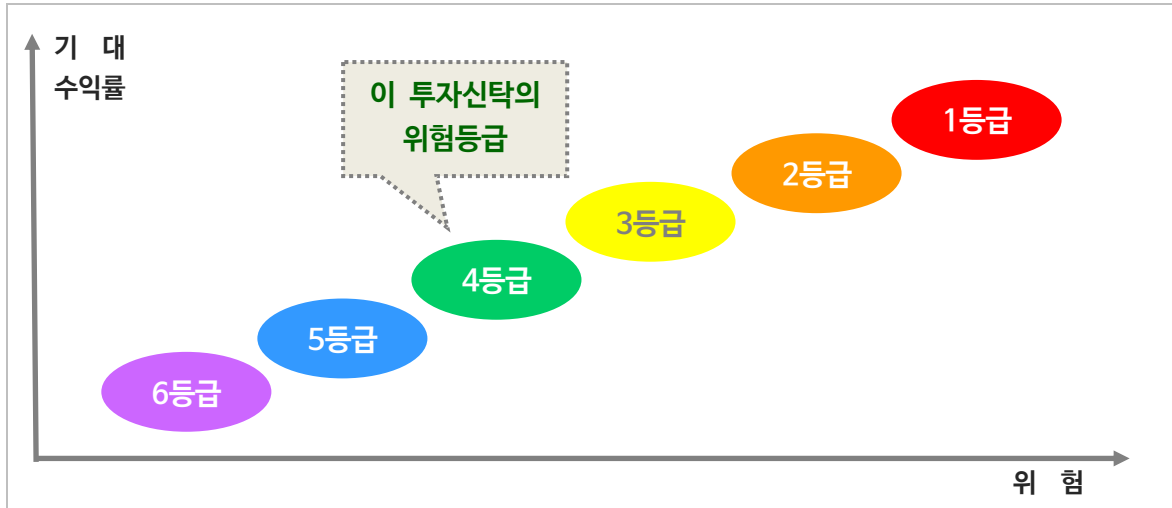 기 대
수익률
이 투자신탁의
위험등급
1등급
2등급
3등급
4등급
5등급
6등급
위 험